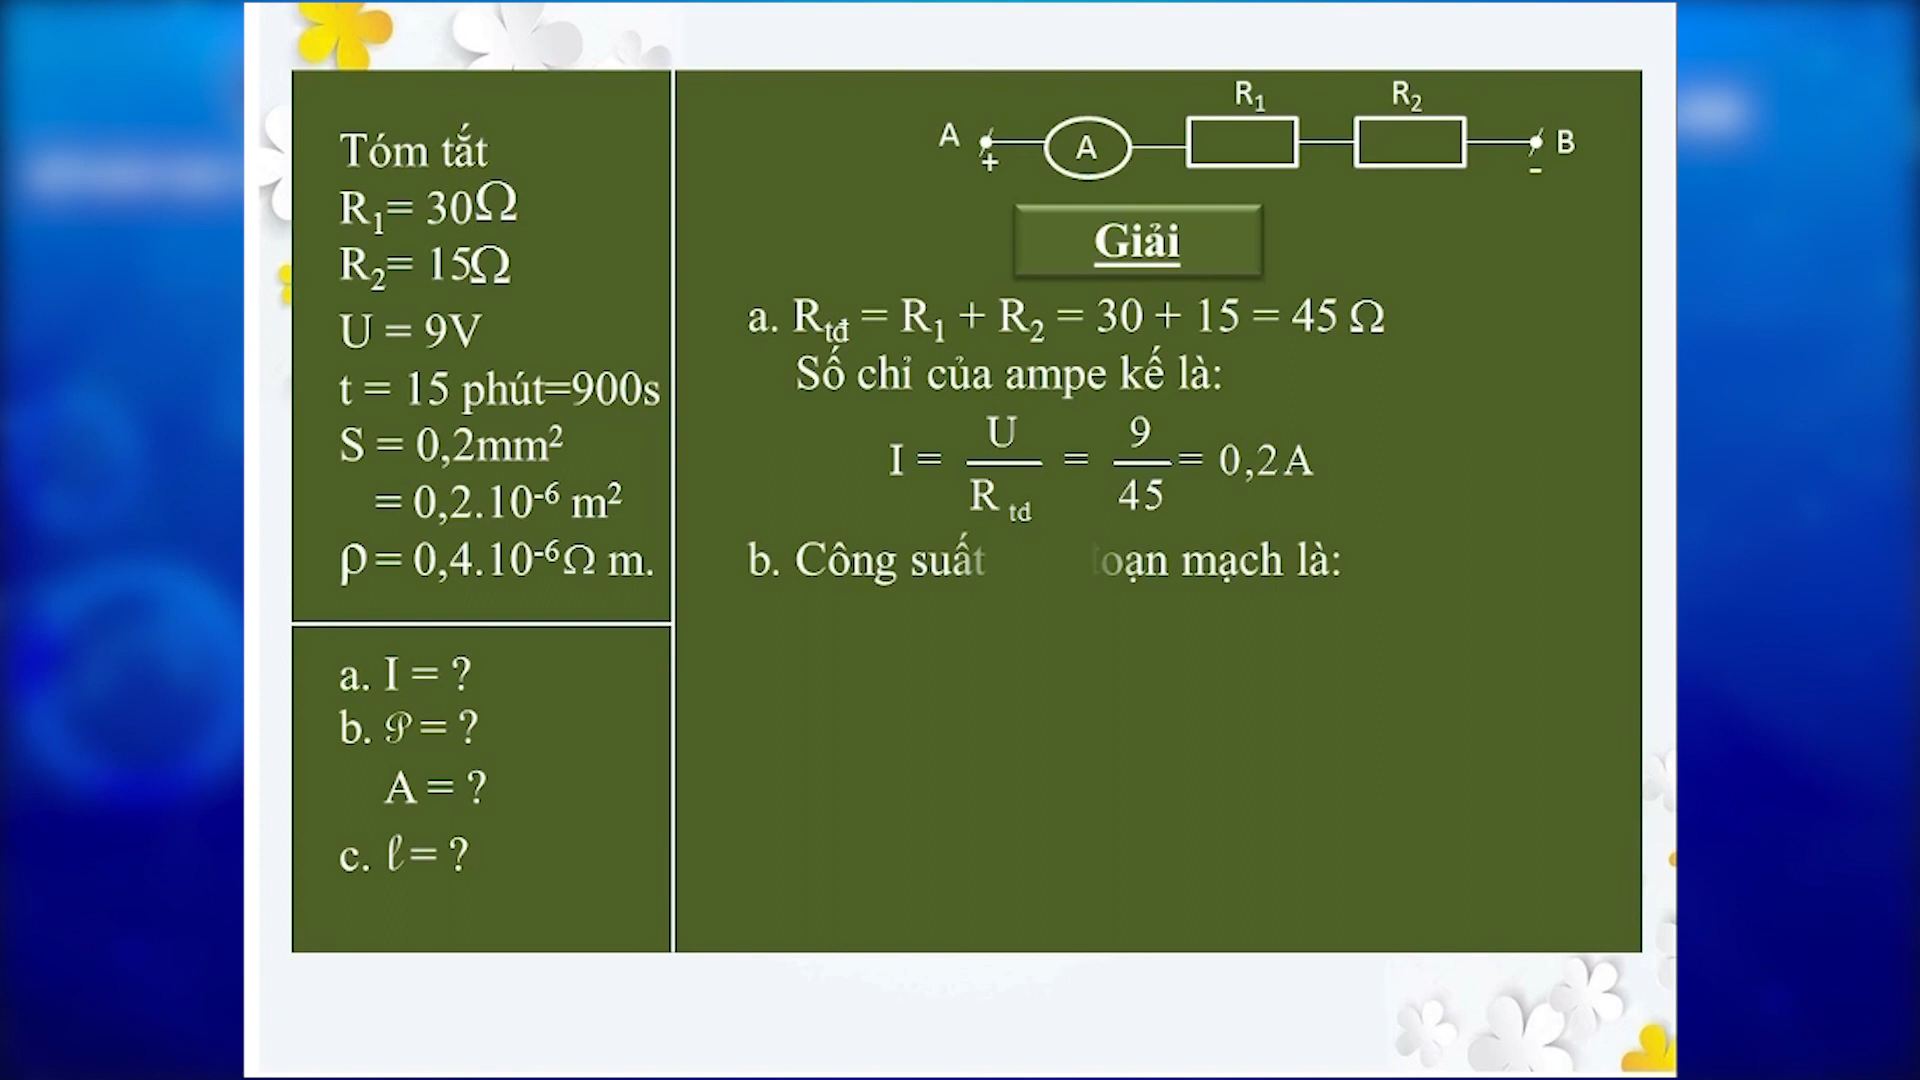 Tóm tắt
R₁= 30Ω
R₂= 15Ω
U = 9V
t = 15 phút=900s
S = 0,2mm²
= 0,2.10⁻⁶ m²
ρ = 0,4.10⁻⁶Ω m.
a. I = ?
b. 𝒫 = ?
A = ?
c. ℓ = ?
R₁ R₂
A + A - B
Giải
a. Rtđ = R₁ + R₂ = 30 + 15 = 45 Ω
Số chỉ của ampe kế là:
I = U / R td = 9 / 45 = 0,2A
b. Công suất mạch là: